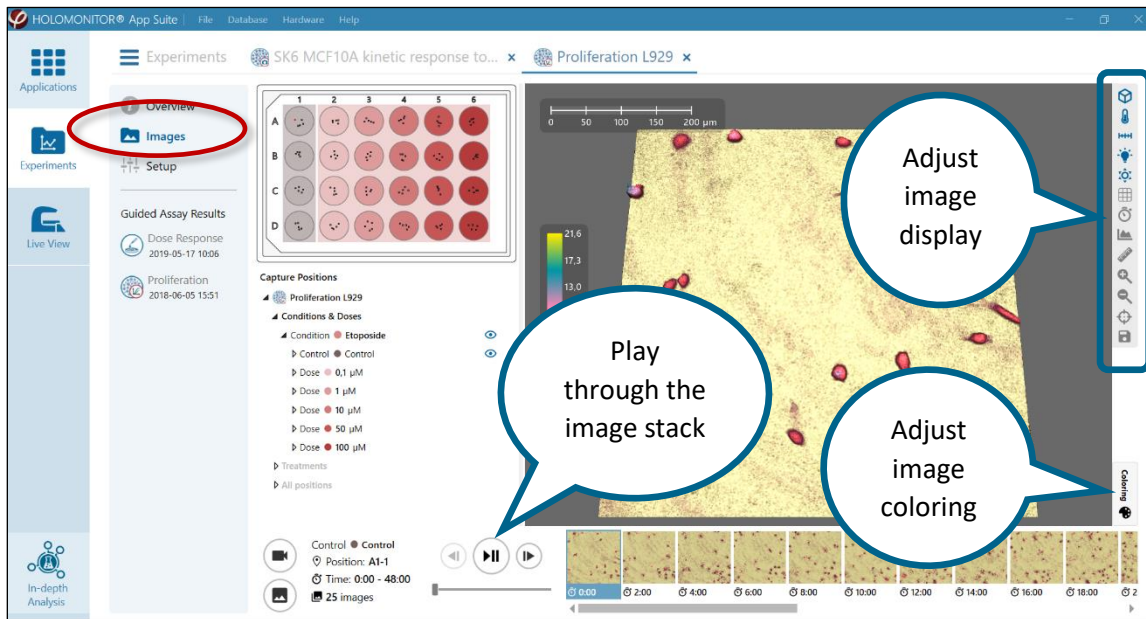 HOLOMONITOR® App Suite File Database Hardware Help
Applications
Experiments
Live View
In-depth
Analysis
Experiments
SK6 MCF10A kinetic response to... ×
Proliferation L929 ×
Overview
Images
Setup
Guided Assay Results
Dose Response
2019-05-17 10:06
Proliferation
2018-06-05 15:51
1 2 3 4 5 6
A
B
C
D
Capture Positions
Proliferation L929
Conditions & Doses
Condition Etoposide
Control Control
Dose 0,1 µM
Dose 1 µM
Dose 10 µM
Dose 50 µM
Dose 100 µM
Treatments
All positions
Control Control
Position: A1-1
Time: 0:00 - 48:00
25 images
0 50 100 150 200 µm
21,6
17,3
13,0
Play
through the
image stack
Adjust
image
display
Adjust
image
coloring
Coloring
0:00 2:00 4:00 6:00 8:00 10:00 12:00 14:00 16:00 18:00 2